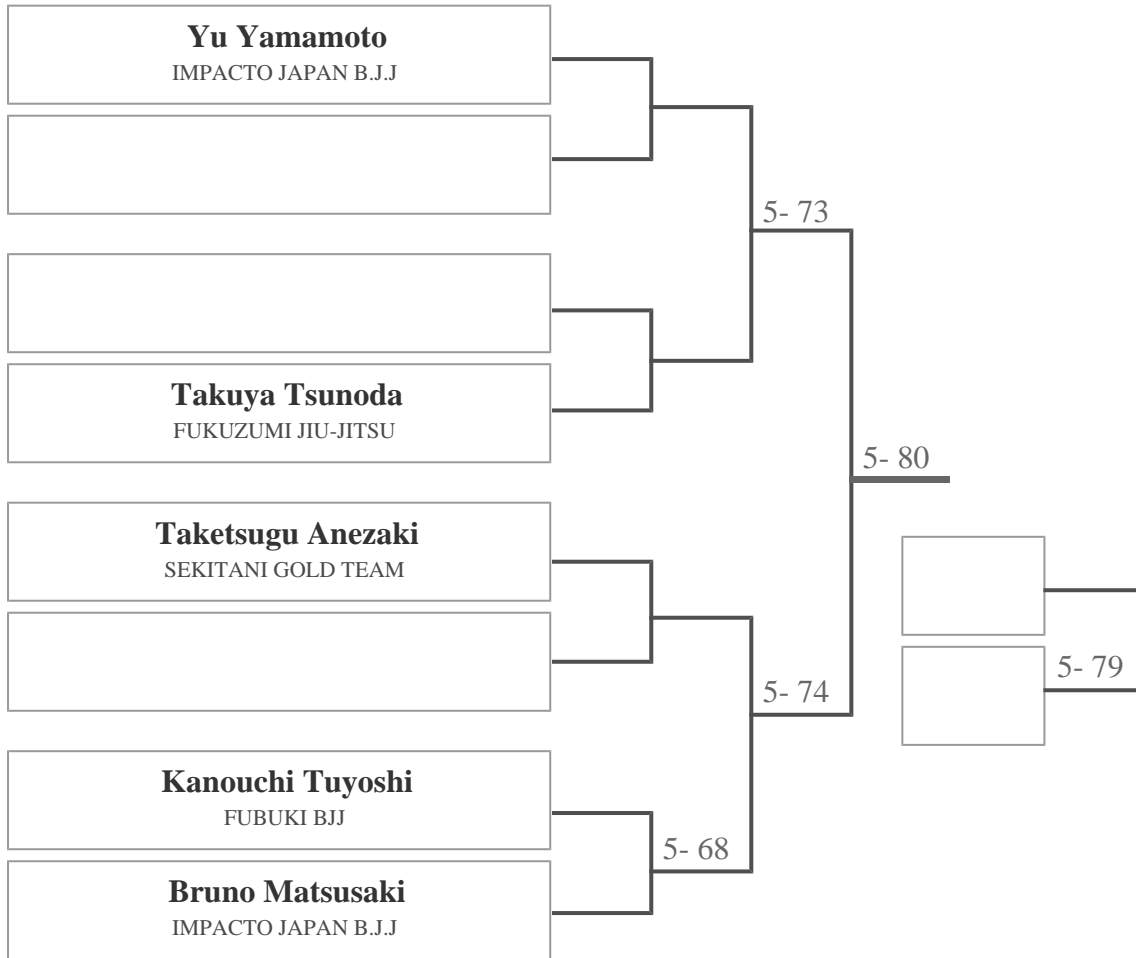 Yu Yamamoto
IMPACTO JAPAN B.J.J
5- 73
Takuya Tsunoda
FUKUZUMI JIU-JITSU
5- 80
Taketsugu Anezaki
SEKITANI GOLD TEAM
5- 79
5- 74
Kanouchi Tuyoshi
FUBUKI BJJ
5- 68
Bruno Matsusaki
IMPACTO JAPAN B.J.J